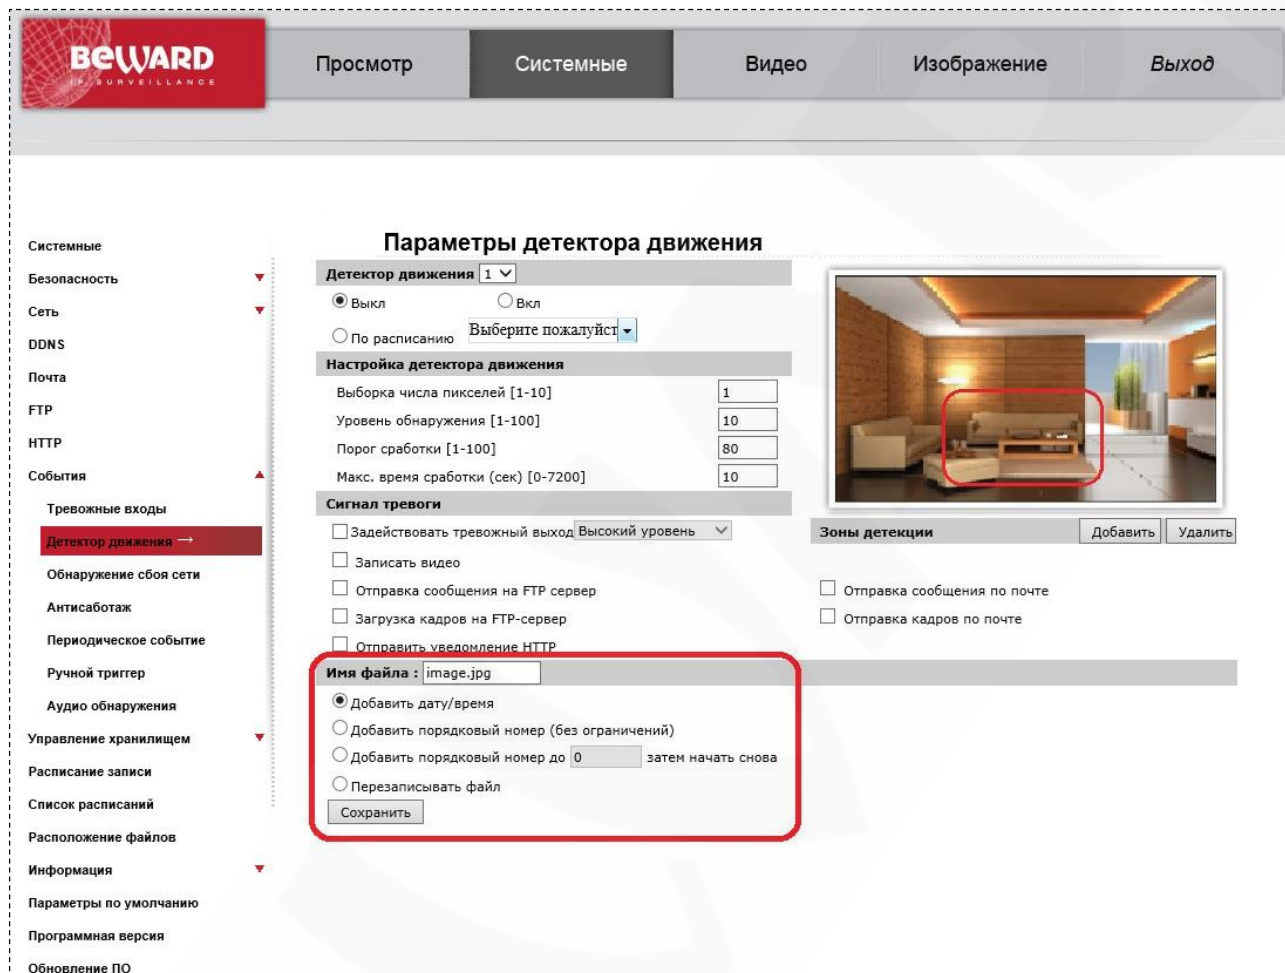 BEWARD
IP SURVEILLANCE
Просмотр
Системные
Видео
Изображение
Выход
Системные
Безопасность
Сеть
DDNS
Почта
FTP
HTTP
События
Тревожные входы
Детектор движения →
Обнаружение сбоя сети
Антисаботаж
Периодическое событие
Ручной триггер
Аудио обнаружения
Управление хранилищем
Расписание записи
Список расписаний
Расположение файлов
Информация
Параметры по умолчанию
Программная версия
Обновление ПО
Параметры детектора движения
Детектор движения 1
Выкл Вкл
По расписанию Выберите пожалуйст
Настройка детектора движения
Выборка числа пикселей [1-10] 1
Уровень обнаружения [1-100] 10
Порог сработки [1-100] 80
Макс. время сработки (сек) [0-7200] 10
Сигнал тревоги
Задействовать тревожный выход Высокий уровень
Записать видео
Отправка сообщения на FTP сервер
Загрузка кадров на FTP-сервер
Отправить уведомление HTTP
Зоны детекции Добавить Удалить
Отправка сообщения по почте
Отправка кадров по почте
Имя файла : image.jpg
Добавить дату/время
Добавить порядковый номер (без ограничений)
Добавить порядковый номер до 0 затем начать снова
Перезаписывать файл
Сохранить